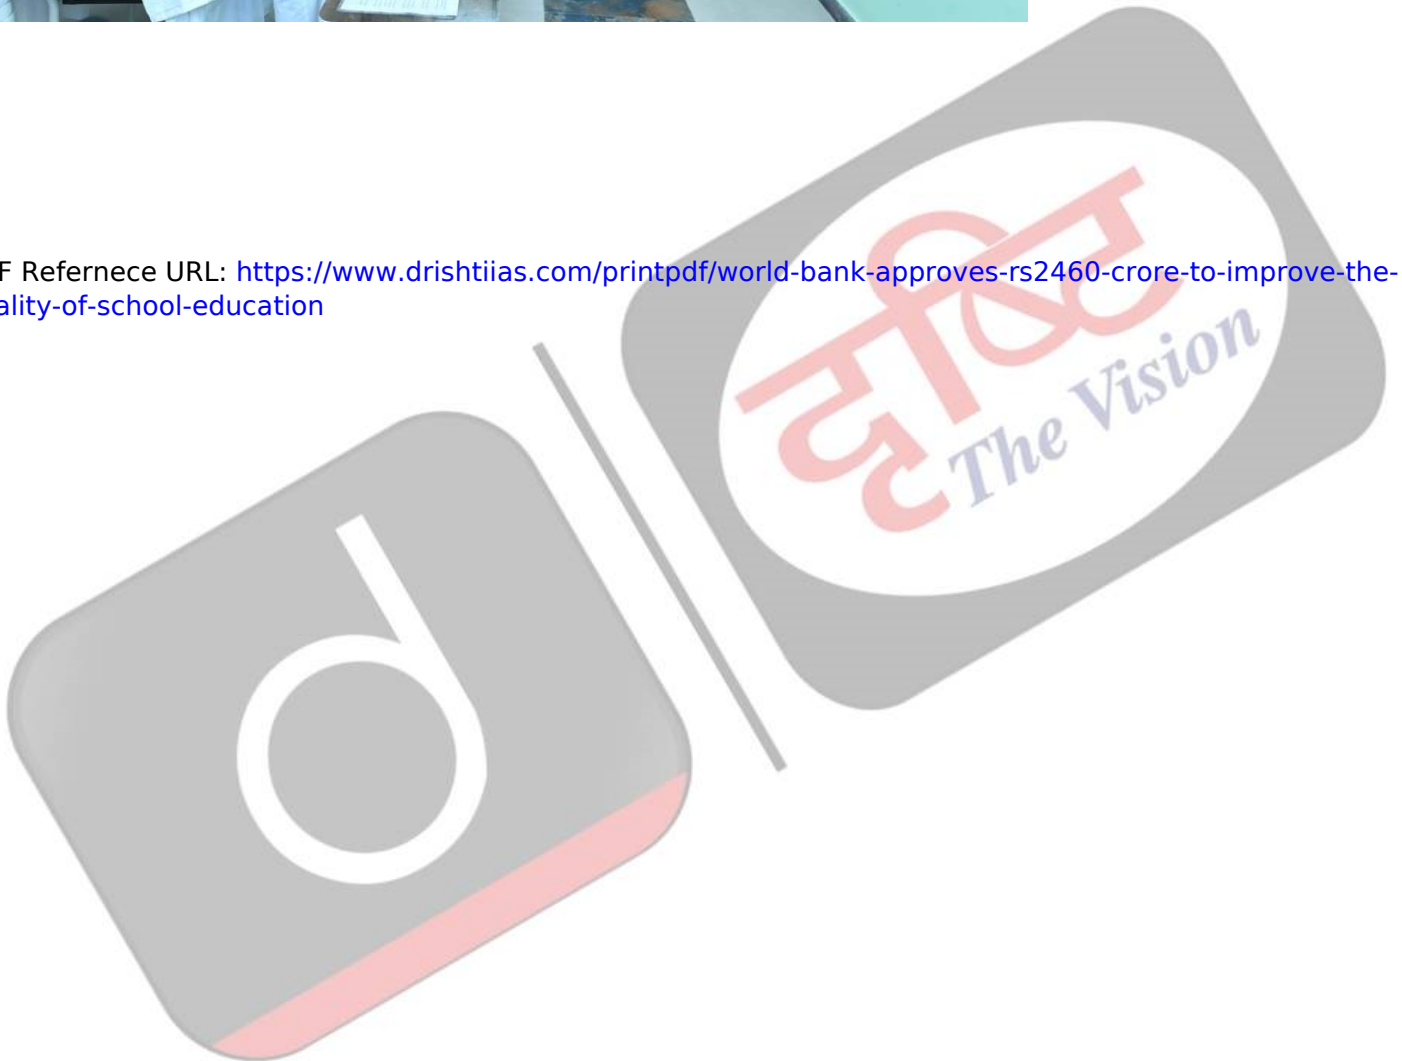 F Refernece URL: https://www.drishtiias.com/printpdf/world-bank-approves-rs2460-crore-to-improve-the-
ality-of-school-education
दृष्टि
The Vision
d